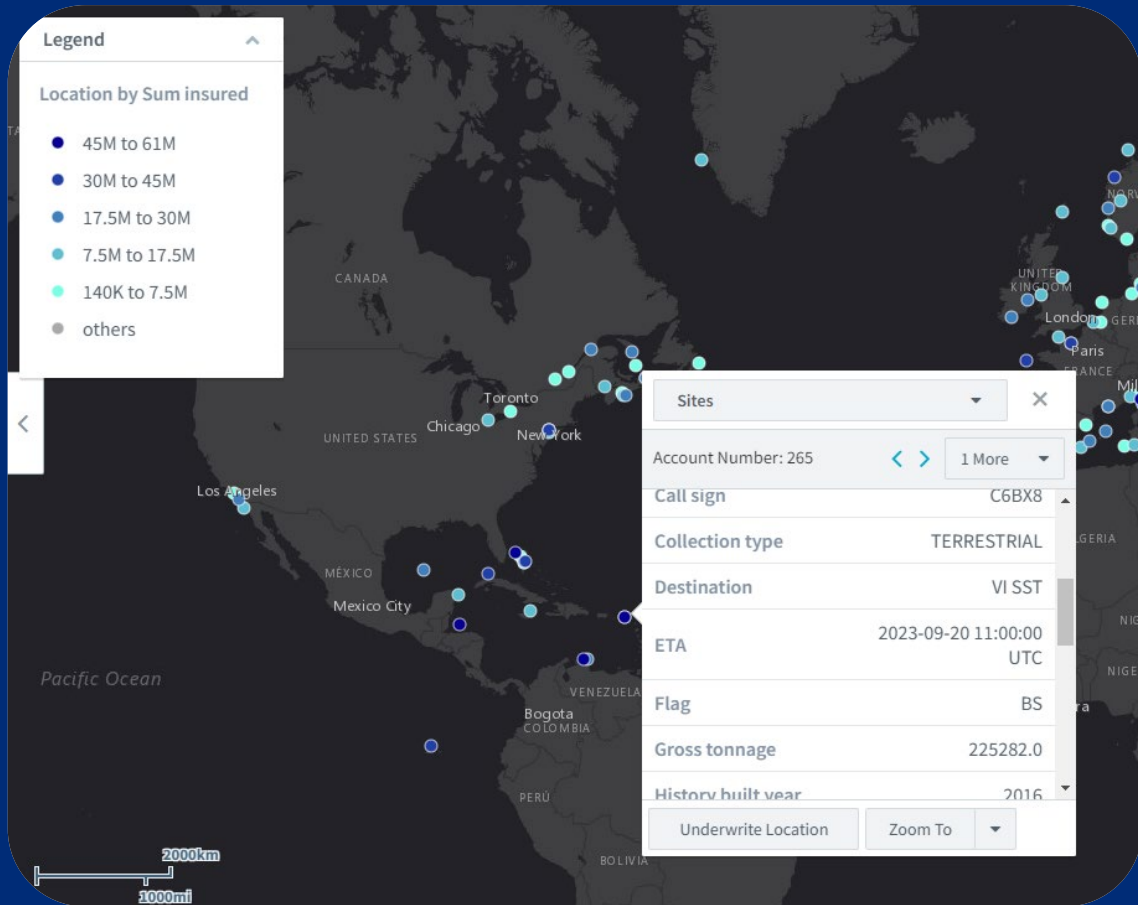 Legend
Location by Sum insured
45M to 61M
30M to 45M
17.5M to 30M
7.5M to 17.5M
140K to 7.5M
others
CANADA
UNITED STATES
Toronto
Chicago
New York
Los Angeles
MÉXICO
Mexico City
Pacific Ocean
VENEZUELA
Bogota
COLOMBIA
PERÚ
BOLIVIA
UNITED
KINGDOM
London
Paris
FRANCE
Sites
Account Number: 265
1 More
Call sign C6BX8
Collection type TERRESTRIAL
Destination VI SST
ETA 2023-09-20 11:00:00
UTC
Flag BS
Gross tonnage 225282.0
History built year 2016
Underwrite Location
Zoom To
2000km
1000mi